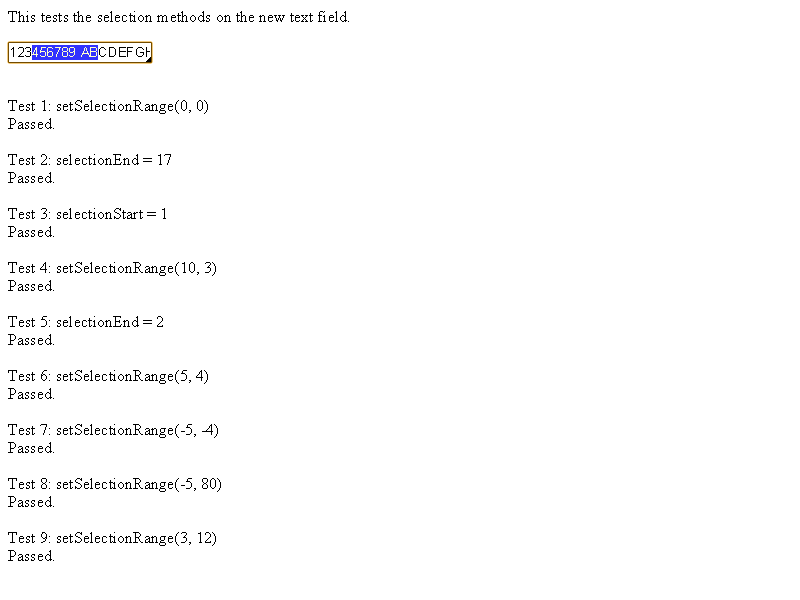 This tests the selection methods on the new text field.
123456789 ABCDEFG
Test 1: setSelectionRange(0, 0)
Passed.
Test 2: selectionEnd = 17
Passed.
Test 3: selectionStart = 1
Passed.
Test 4: setSelectionRange(10, 3)
Passed.
Test 5: selectionEnd = 2
Passed.
Test 6: setSelectionRange(5, 4)
Passed.
Test 7: setSelectionRange(-5, -4)
Passed.
Test 8: setSelectionRange(-5, 80)
Passed.
Test 9: setSelectionRange(3, 12)
Passed.